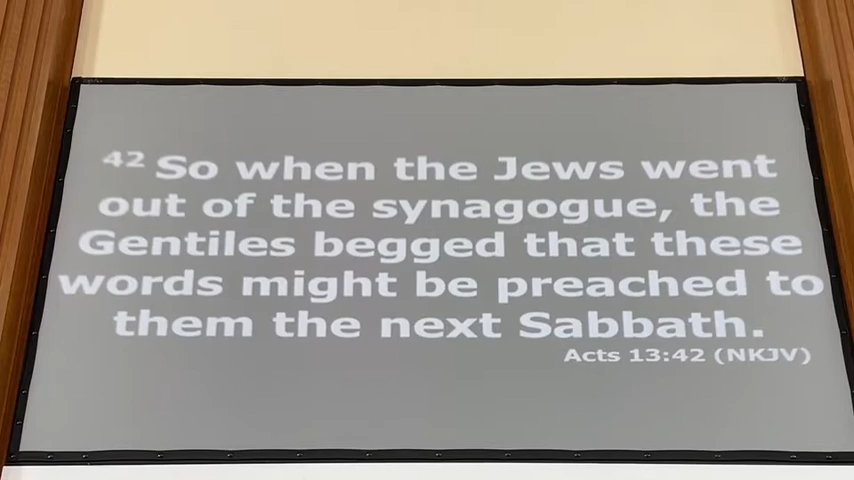 42 So when the Jews went
out of the synagogue, the
Gentiles begged that these
words might be preached to
them the next Sabbath.
Acts 13:42 (NKJV)